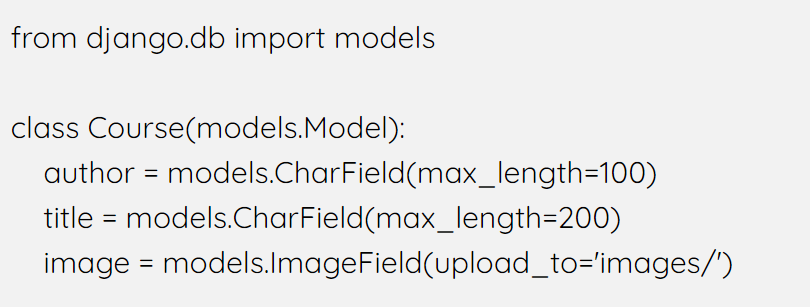 from django.db import models
class Course(models.Model):
author = models.CharField(max_length=100)
title = models.CharField(max_length=200)
image = models.ImageField(upload_to='images/')